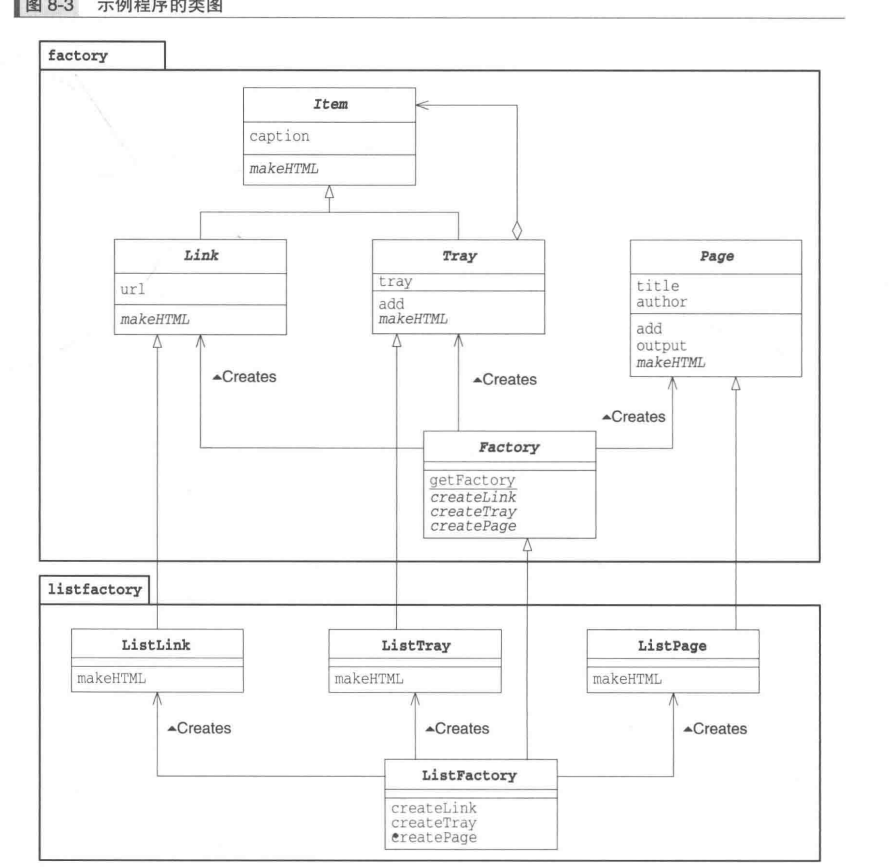 图 8-3 示例程序的类图
factory
Item
caption
makeHTML
Link
url
makeHTML
Tray
tray
add
makeHTML
Page
title
author
add
output
makeHTML
▲Creates
▲Creates
▲Creates
Factory
getFactory
createLink
createTray
createPage
listfactory
ListLink
makeHTML
ListTray
makeHTML
ListPage
makeHTML
▲Creates
▲Creates
▲Creates
ListFactory
createLink
createTray
createPage